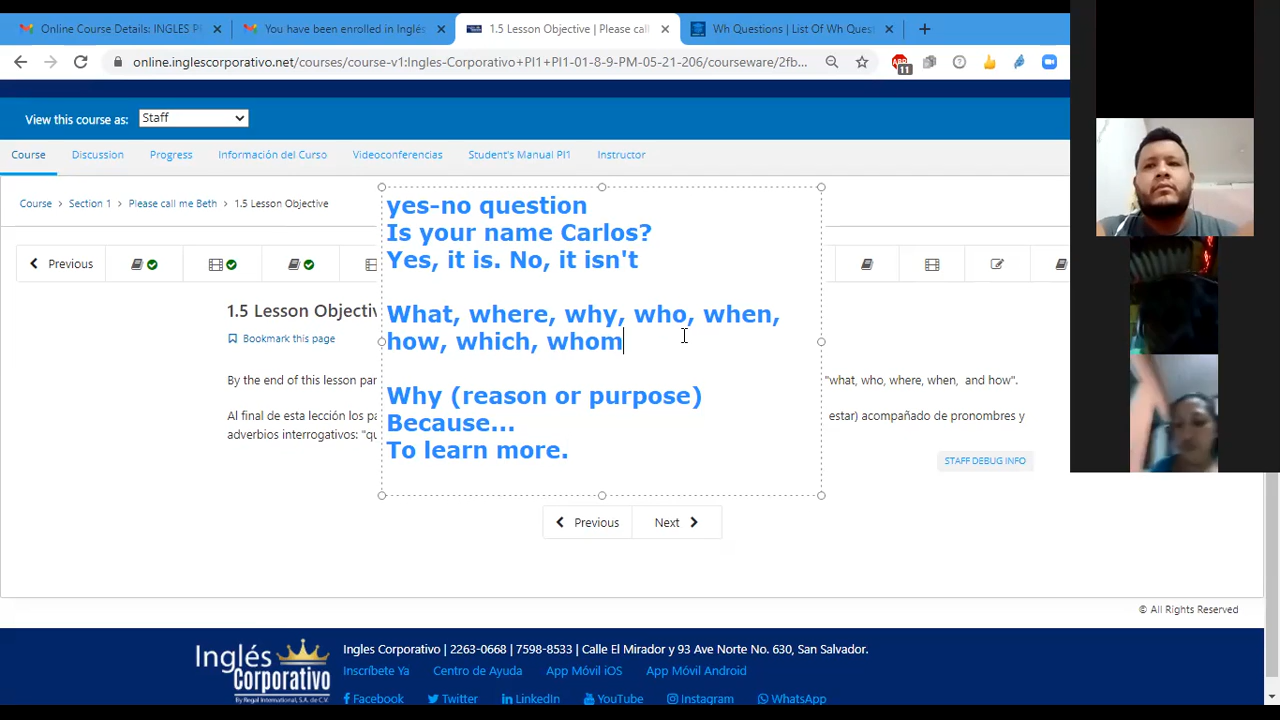 Online Course Details: INGLES PI
You have been enrolled in Inglés
1.5 Lesson Objective | Please call
Wh Questions | List Of Wh Quest
online.inglescorporativo.net/courses/course-v1:Ingles-Corporativo+PI1+PI1-01-8-9-PM-05-21-206/courseware/2fb...
11
View this course as:
Staff
Course
Discussion
Progress
Información del Curso
Videoconferencias
Student's Manual PI1
Instructor
Course
Section 1
Please call me Beth
1.5 Lesson Objective
Previous
yes-no question
Is your name Carlos?
Yes, it is. No, it isn't
What, where, why, who, when,
how, which, whom
Why (reason or purpose)
Because...
To learn more.
1.5 Lesson Objectiv
Bookmark this page
By the end of this lesson par
"what, who, where, when, and how".
Al final de esta lección los pa
estar) acompañado de pronombres y
adverbios interrogativos: "qu
STAFF DEBUG INFO
Previous
Next
© All Rights Reserved
Inglés
Corporativo
By Regal International, S.A. de C.V.
Ingles Corporativo | 2263-0668 | 7598-8533 | Calle El Mirador y 93 Ave Norte No. 630, San Salvador.
Inscríbete Ya
Centro de Ayuda
App Móvil iOS
App Móvil Android
Facebook
Twitter
LinkedIn
YouTube
Instagram
WhatsApp